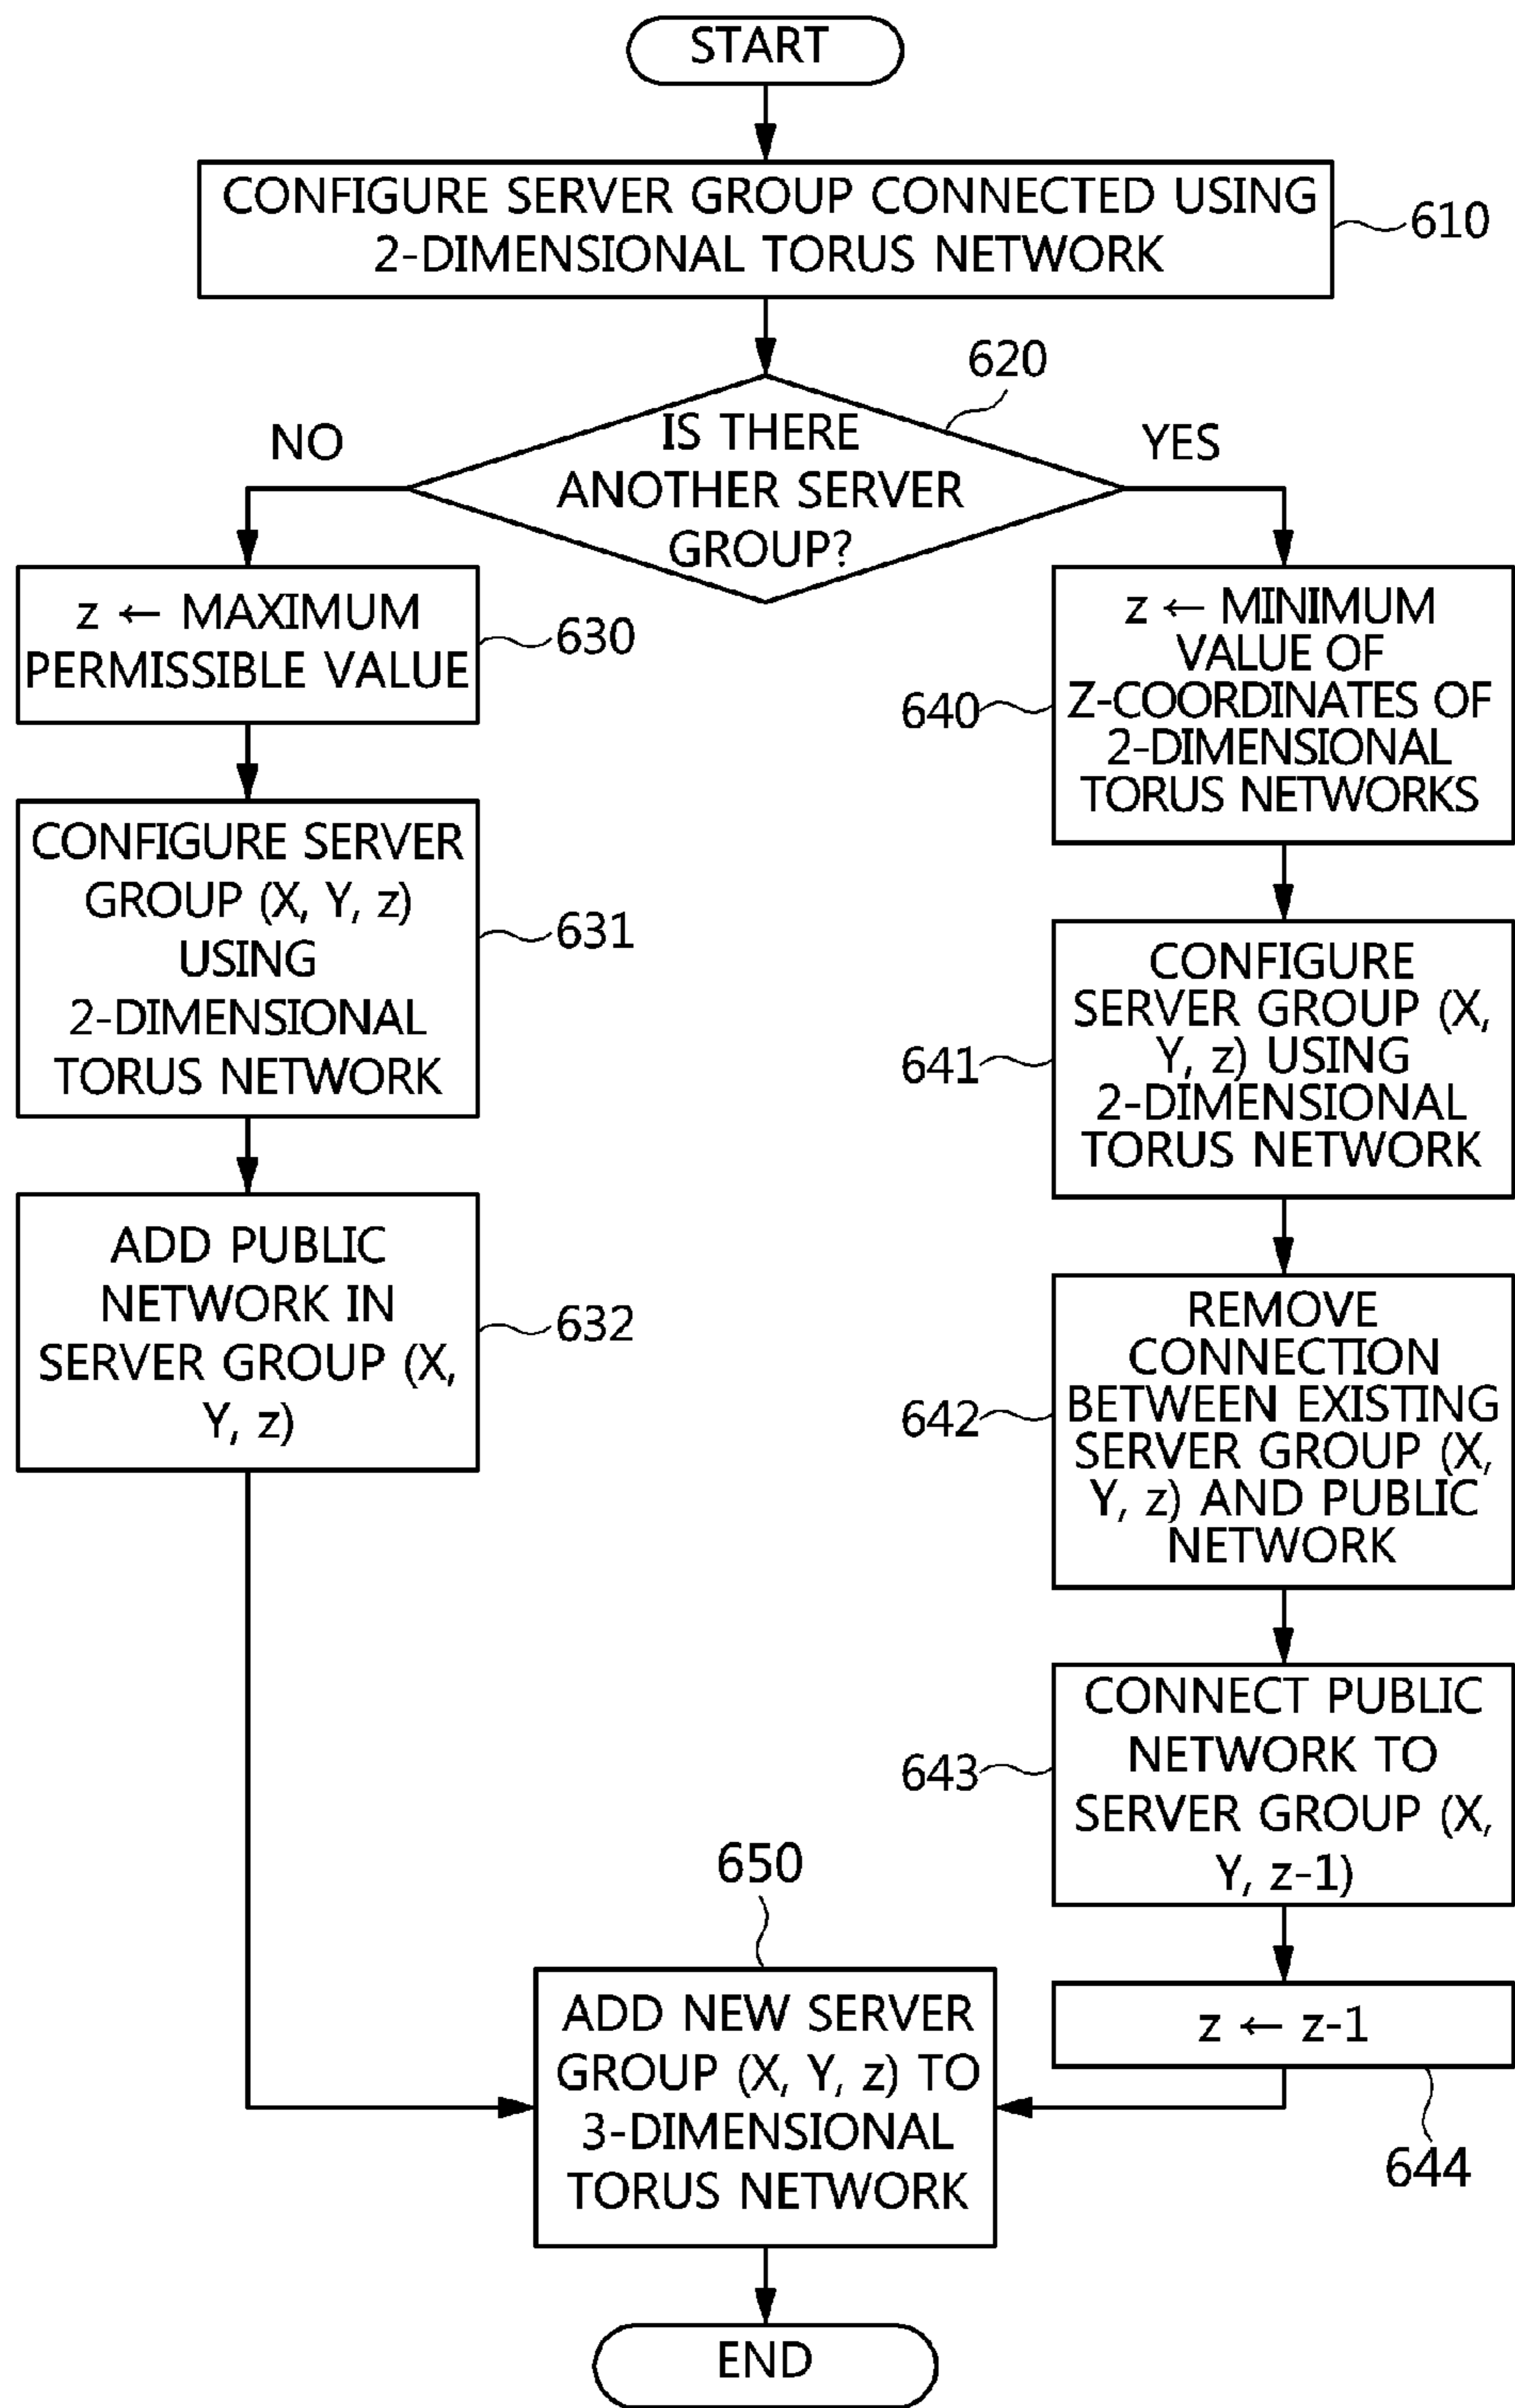 START
CONFIGURE SERVER GROUP CONNECTED USING
2-DIMENSIONAL TORUS NETWORK
610
620
IS THERE
ANOTHER SERVER
GROUP?
NO
YES
z ← MAXIMUM
PERMISSIBLE VALUE
630
CONFIGURE SERVER
GROUP (X, Y, z)
USING
2-DIMENSIONAL
TORUS NETWORK
631
ADD PUBLIC
NETWORK IN
SERVER GROUP (X,
Y, z)
632
z ← MINIMUM
VALUE OF
Z-COORDINATES OF
2-DIMENSIONAL
TORUS NETWORKS
640
CONFIGURE
SERVER GROUP (X,
Y, z) USING
2-DIMENSIONAL
TORUS NETWORK
641
REMOVE
CONNECTION
BETWEEN EXISTING
SERVER GROUP (X,
Y, z) AND PUBLIC
NETWORK
642
CONNECT PUBLIC
NETWORK TO
SERVER GROUP (X,
Y, z-1)
643
z ← z-1
644
650
ADD NEW SERVER
GROUP (X, Y, z) TO
3-DIMENSIONAL
TORUS NETWORK
END